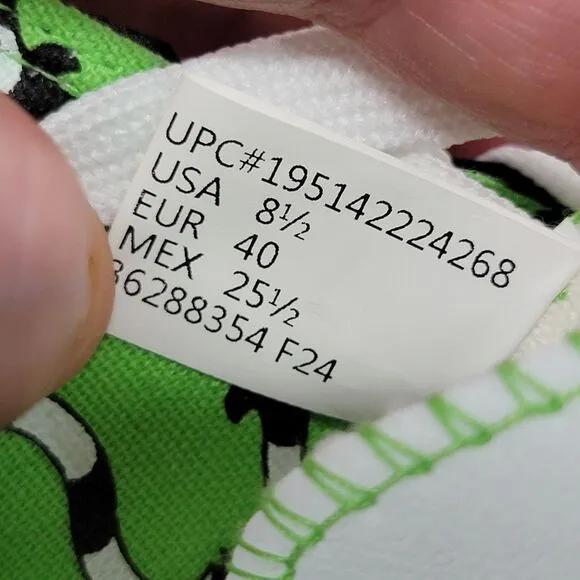 UPC#195142224268
USA 8½
EUR 40
MEX 25½
36288354 F24